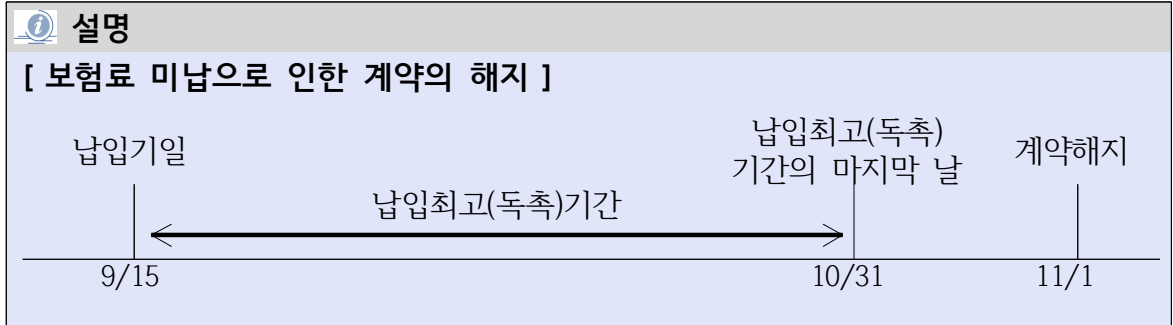 설명
[ 보험료 미납으로 인한 계약의 해지 ]
납입기일
납입최고(독촉)
기간의 마지막 날
계약해지
납입최고(독촉)기간
9/15
10/31
11/1